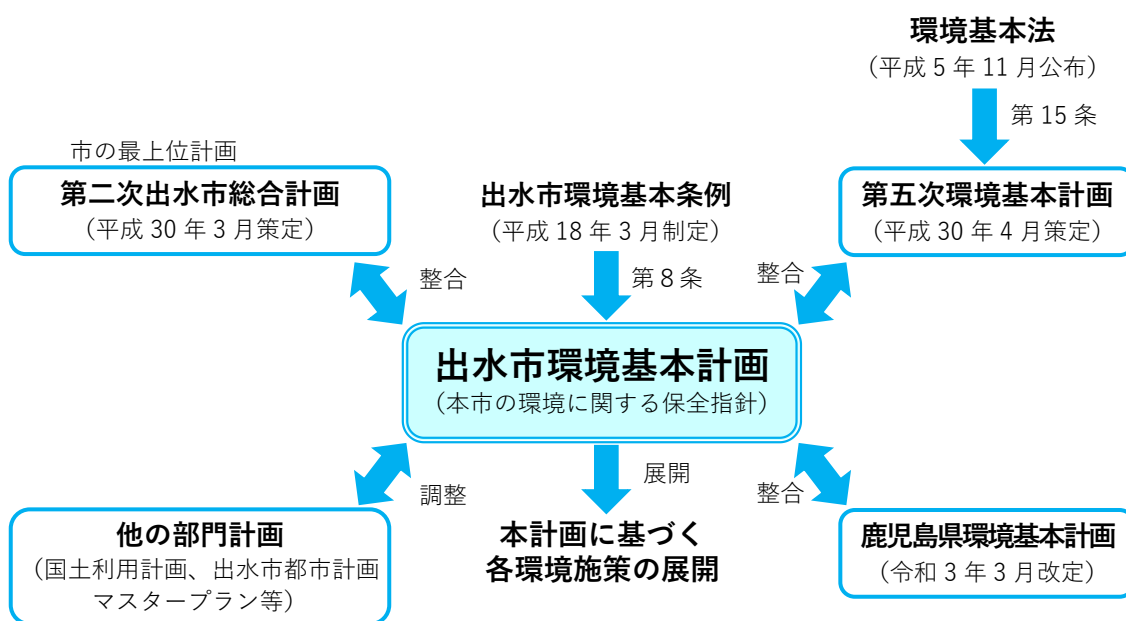 環境基本法
（平成 5 年 11 月公布）
第 15 条
市の最上位計画
第二次出水市総合計画
（平成 30 年 3 月策定）
出水市環境基本条例
（平成 18 年 3 月制定）
第五次環境基本計画
（平成 30 年 4 月策定）
整合
第 8 条
整合
出水市環境基本計画
（本市の環境に関する保全指針）
調整
展開
整合
他の部門計画
（国土利用計画、出水市都市計画
マスタープラン等）
本計画に基づく
各環境施策の展開
鹿児島県環境基本計画
（令和 3 年 3 月改定）